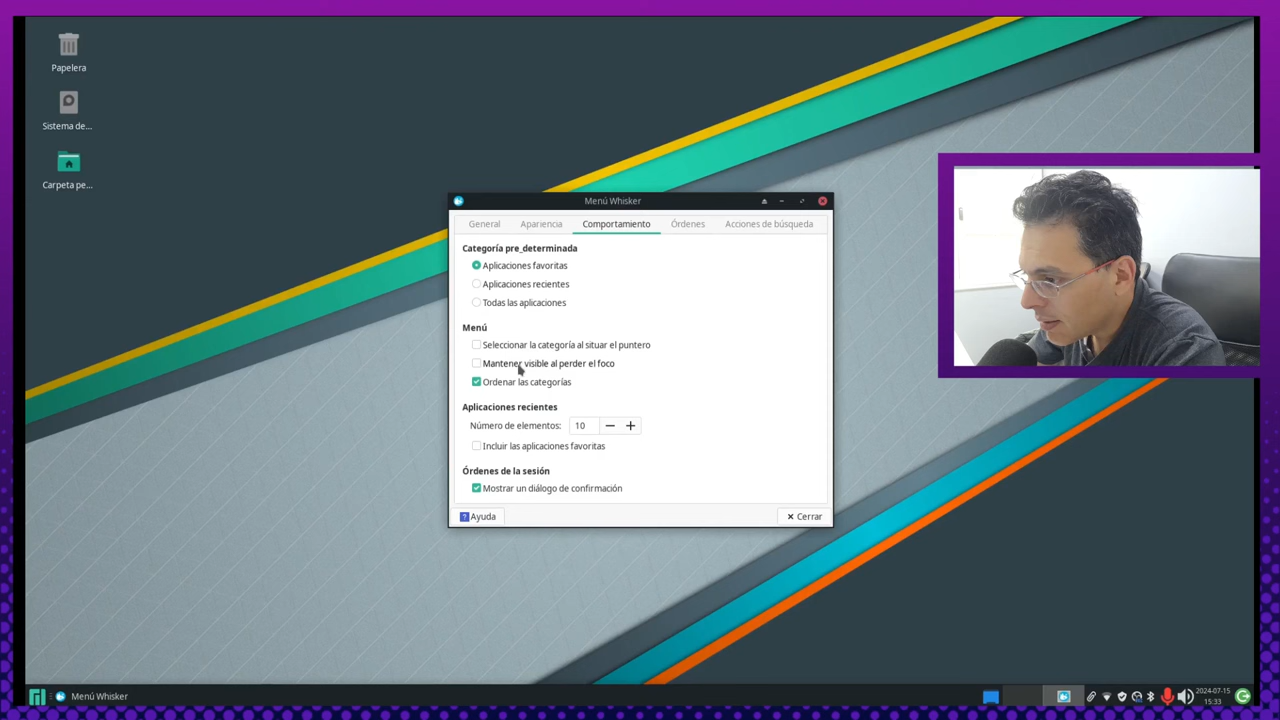 Papelera
Sistema de...
Carpeta pe...
Menú Whisker
General
Apariencia
Comportamiento
Órdenes
Acciones de búsqueda
Categoría pre_determinada
Aplicaciones favoritas
Aplicaciones recientes
Todas las aplicaciones
Menú
Seleccionar la categoría al situar el puntero
Mantener visible al perder el foco
Ordenar las categorías
Aplicaciones recientes
Número de elementos: 10
Incluir las aplicaciones favoritas
Órdenes de la sesión
Mostrar un diálogo de confirmación
Ayuda
Cerrar
Menú Whisker
2024-07-15
15:33